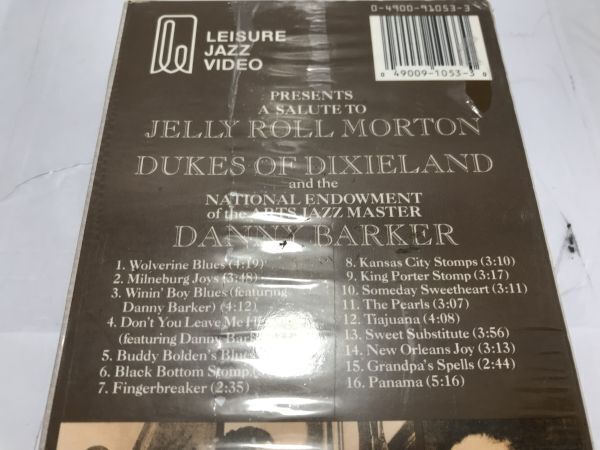 LEISURE
JAZZ
VIDEO
0-4900-91053-3
0 49009-1053-3 0
PRESENTS
A SALUTE TO
JELLY ROLL MORTON
DUKES OF DIXIELAND
and the
NATIONAL ENDOWMENT
of the ARTS JAZZ MASTER
DANNY BARKER
1. Wolverine Blues (4:19)
2. Milneburg Joys (3:48)
3. Winin' Boy Blues (featuring
Danny Barker) (4:12)
4. Don't You Leave Me
(featuring Danny
5. Buddy Bolden's Blues
6. Black Bottom Stomp
7. Fingerbreaker (2:35)
8. Kansas City Stomps (3:10)
9. King Porter Stomp (3:17)
10. Someday Sweetheart (3:11)
11. The Pearls (3:07)
12. Tiajuana (4:08)
13. Sweet Substitute (3:56)
14. New Orleans Joy (3:13)
15. Grandpa's Spells (2:44)
16. Panama (5:16)